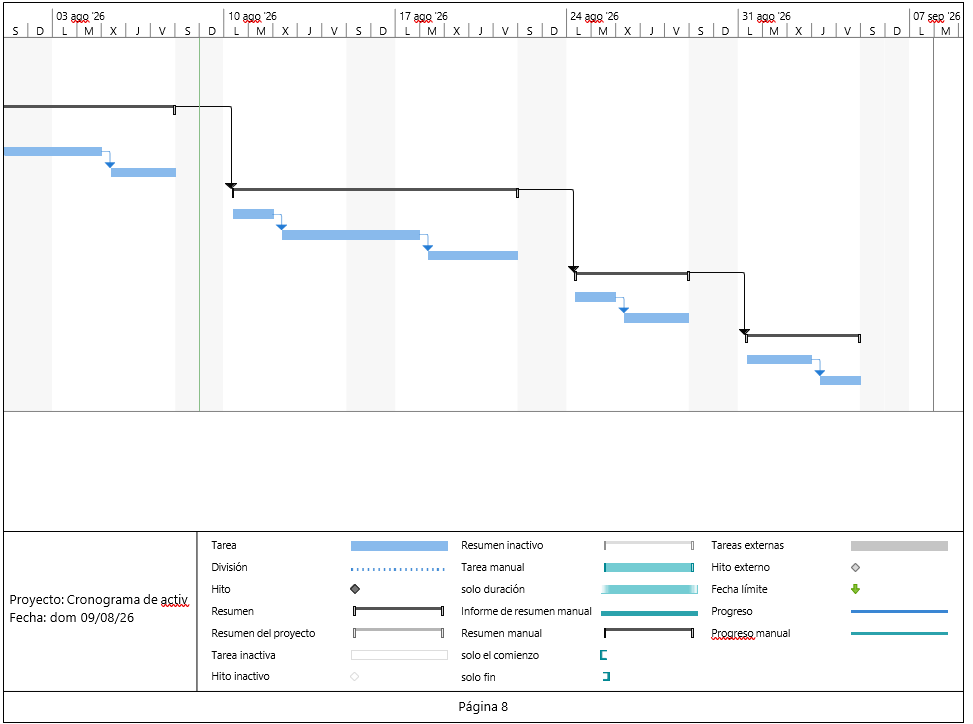 03 ago '26 10 ago '26 17 ago '26 24 ago '26 31 ago '26 07 sep '26
S D L M X J V S D L M X J V S D L M X J V S D L M X J V S D L M X J V S D L M
Tarea Resumen inactivo Tareas externas
División Tarea manual Hito externo
Hito solo duración Fecha límite
Proyecto: Cronograma de activ
Fecha: dom 09/08/26
Resumen Informe de resumen manual Progreso
Resumen del proyecto Resumen manual Progreso manual
Tarea inactiva solo el comienzo
Hito inactivo solo fin
Página 8